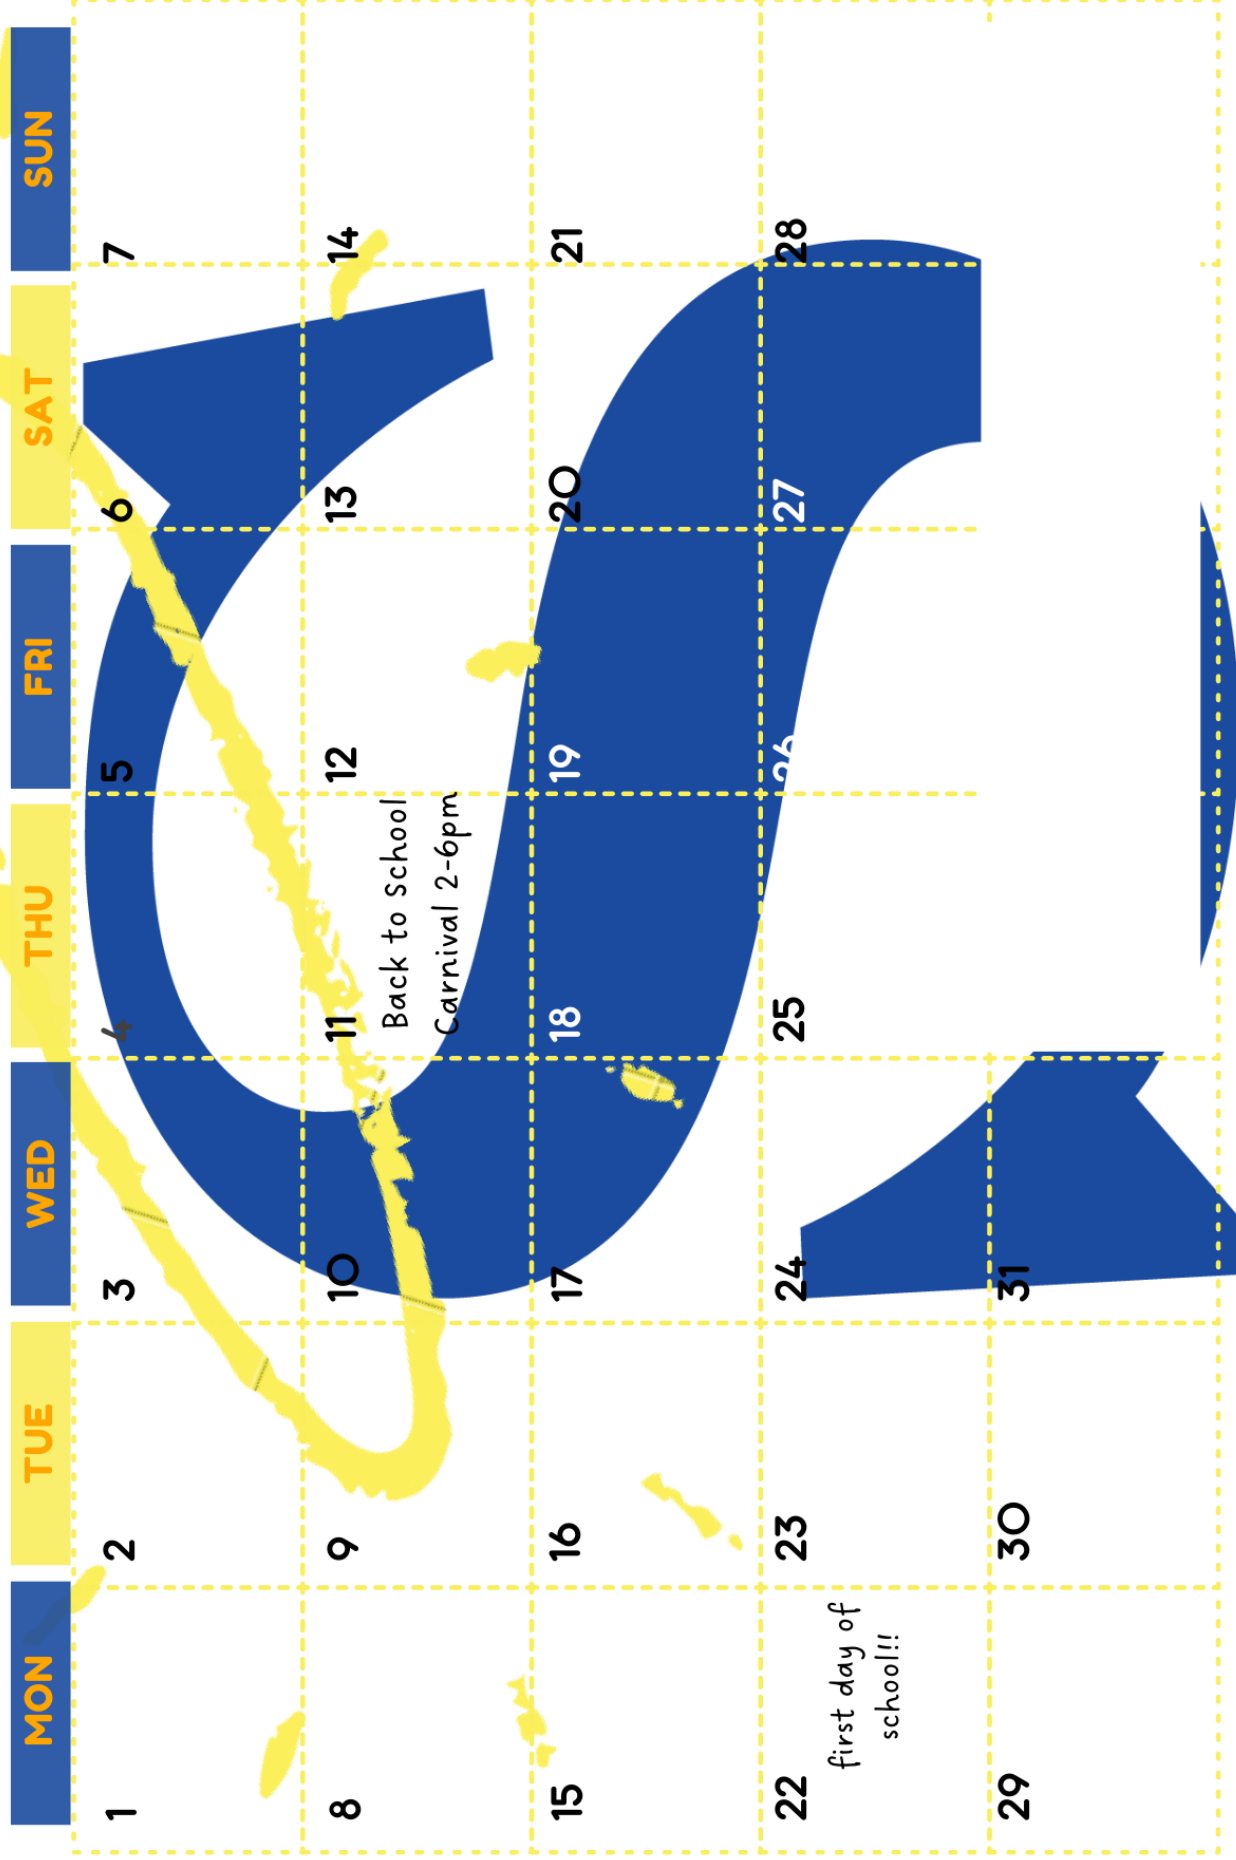 MON TUE WED THU FRI SAT SUN
1 2 3 4 5 6 7
8 9 10 11 12 13 14
Back to School
Carnival 2-6pm
15 16 17 18 19 20 21
22 23 24 25 26 27 28
first day of
school!!
29 30 31